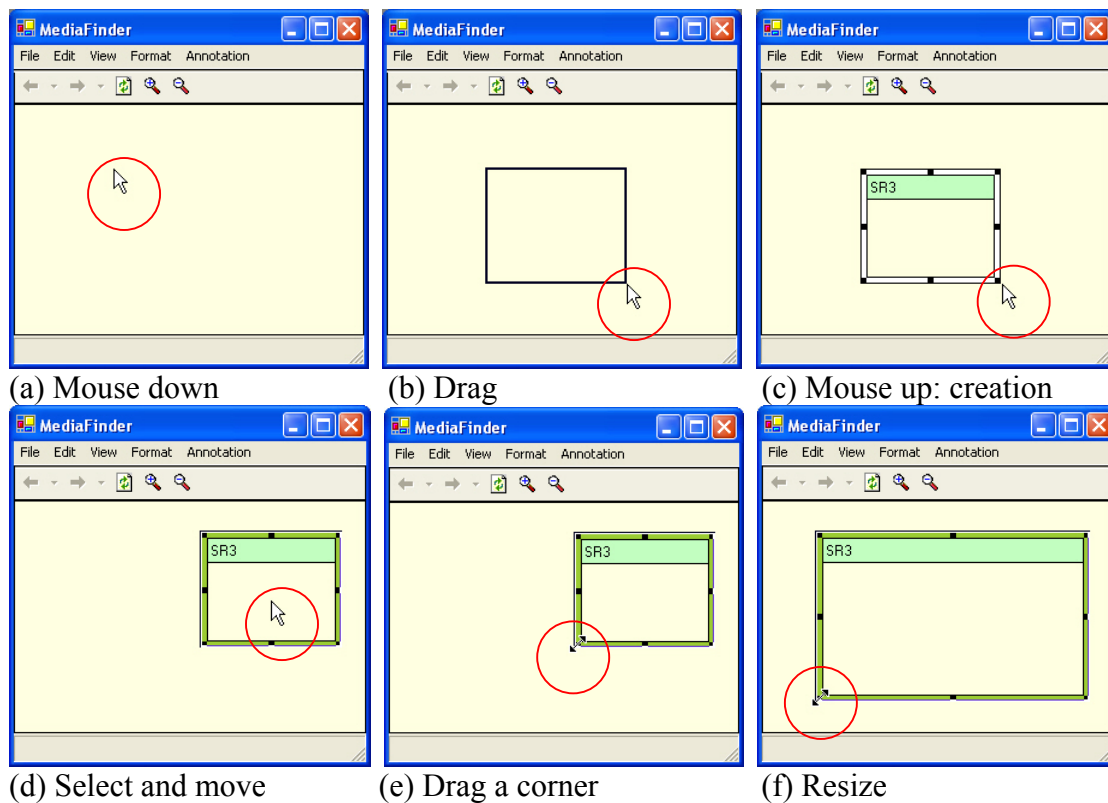 MediaFinder
File Edit View Format Annotation
(a) Mouse down
MediaFinder
File Edit View Format Annotation
(b) Drag
MediaFinder
File Edit View Format Annotation
SR3
(c) Mouse up: creation
MediaFinder
File Edit View Format Annotation
SR3
(d) Select and move
MediaFinder
File Edit View Format Annotation
SR3
(e) Drag a corner
MediaFinder
File Edit View Format Annotation
SR3
(f) Resize